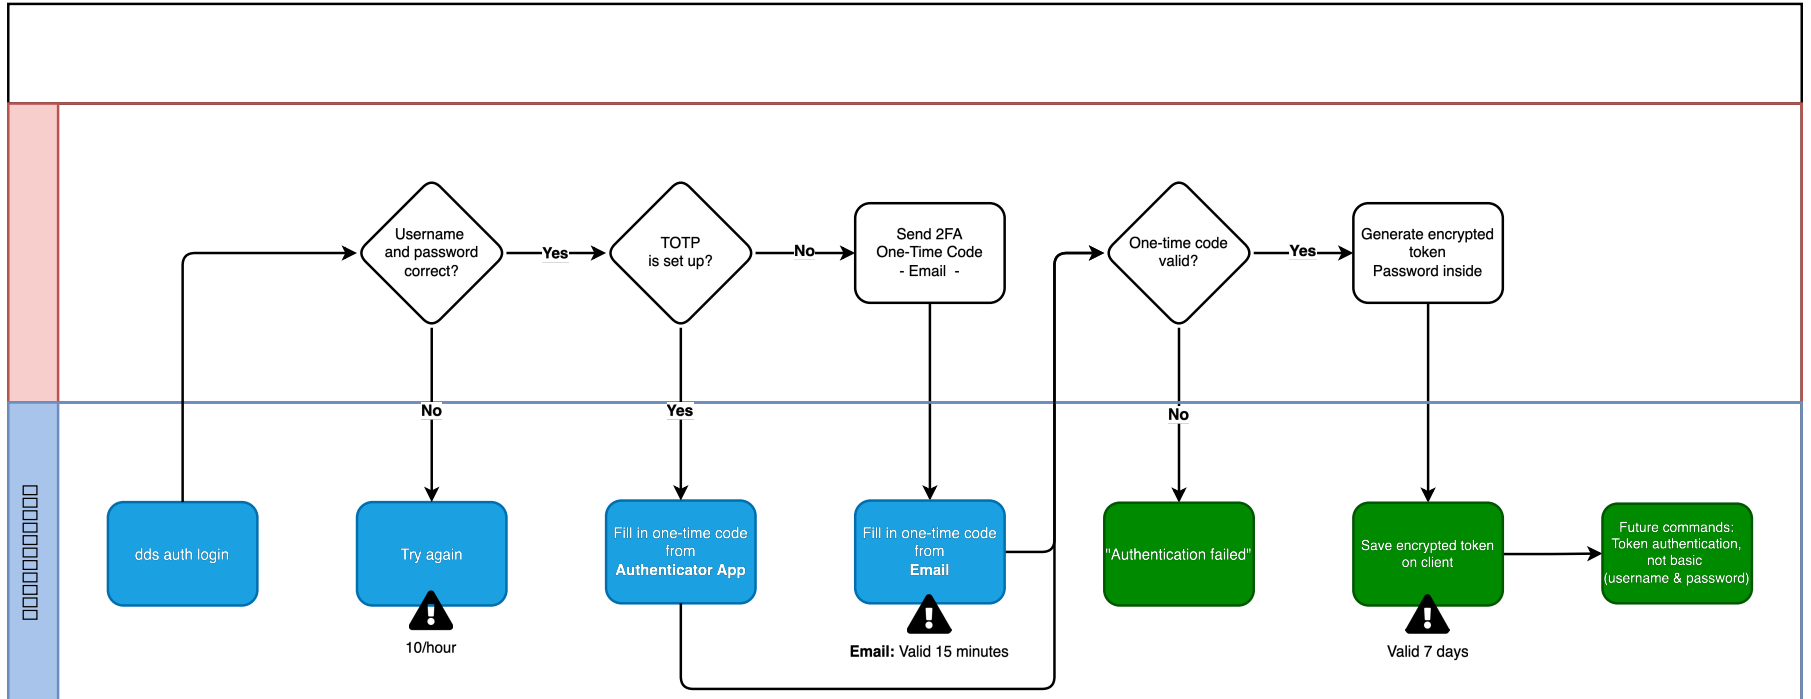 Username
and password
correct?
Yes
TOTP
is set up?
No
Send 2FA
One-Time Code
- Email -
One-time code
valid?
Yes
Generate encrypted
token
Password inside
No
Yes
No
dds auth login
Try again
10/hour
Fill in one-time code
from
Authenticator App
Fill in one-time code
from
Email
Email: Valid 15 minutes
"Authentication failed"
Save encrypted token
on client
Valid 7 days
Future commands:
Token authentication,
not basic
(username & password)